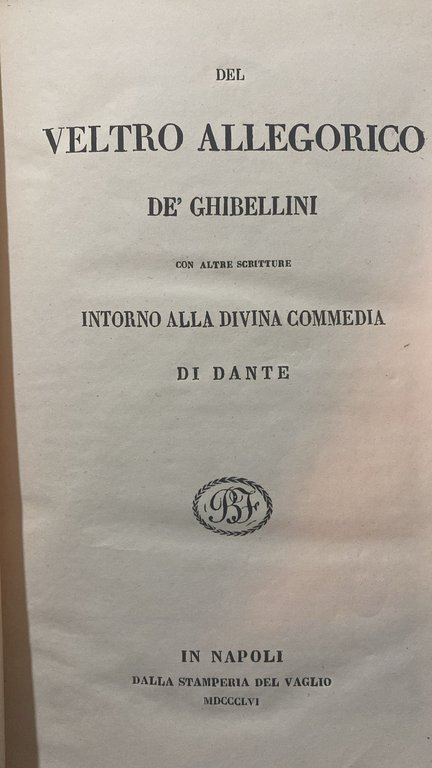 DEL
VELTRO ALLEGORICO
DE' GHIBELLINI
CON ALTRE SCRITTURE
INTORNO ALLA DIVINA COMMEDIA
DI DANTE
BF
IN NAPOLI
DALLA STAMPERIA DEL VAGLIO
MDCCCLVI